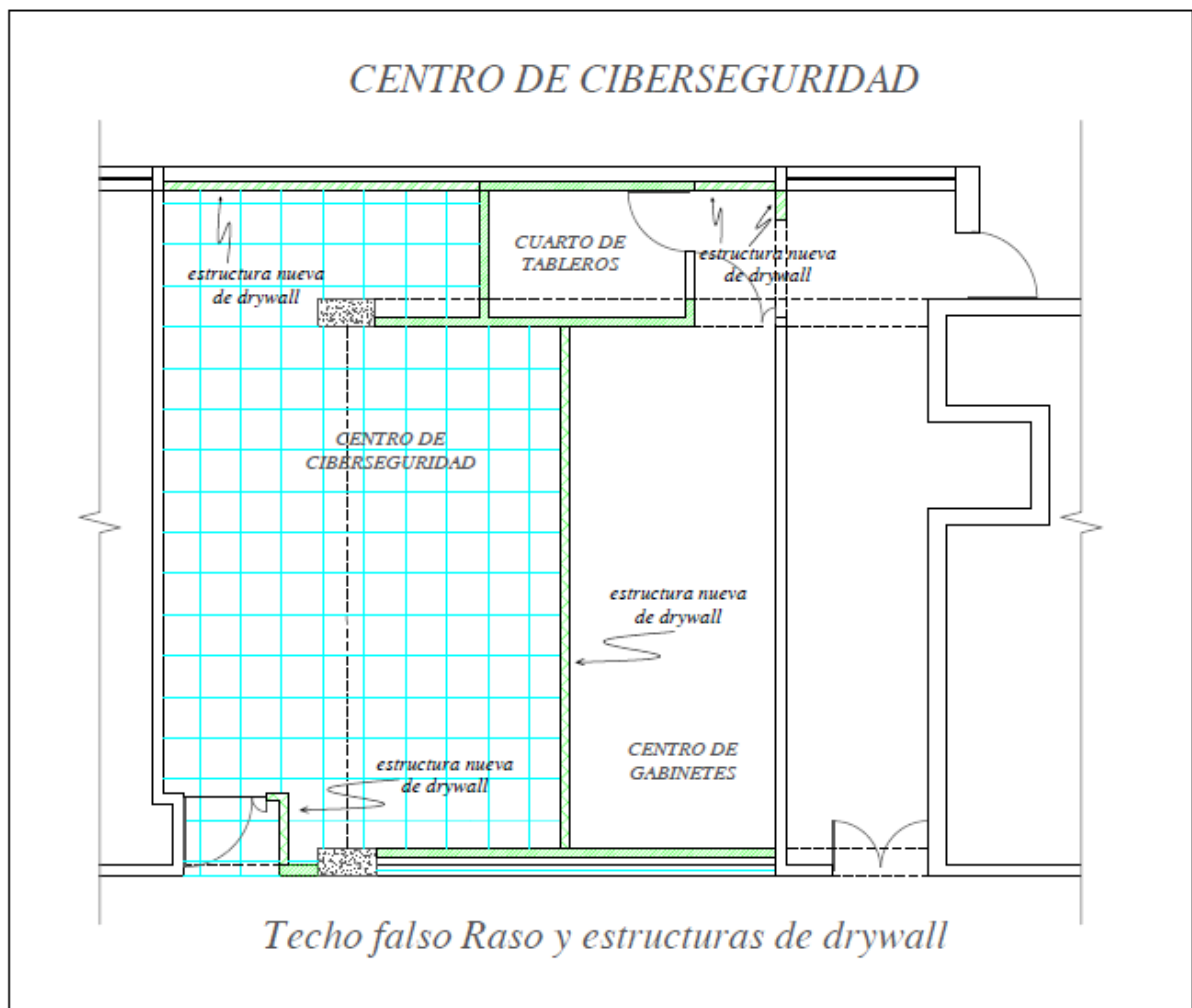 CENTRO DE CIBERSEGURIDAD
CUARTO DE
TABLEROS
estructura nueva
de drywall
estructura nueva
de drywall
CENTRO DE
CIBERSEGURIDAD
estructura nueva
de drywall
CENTRO DE
GABINETES
estructura nueva
de drywall
Techo falso Raso y estructuras de drywall